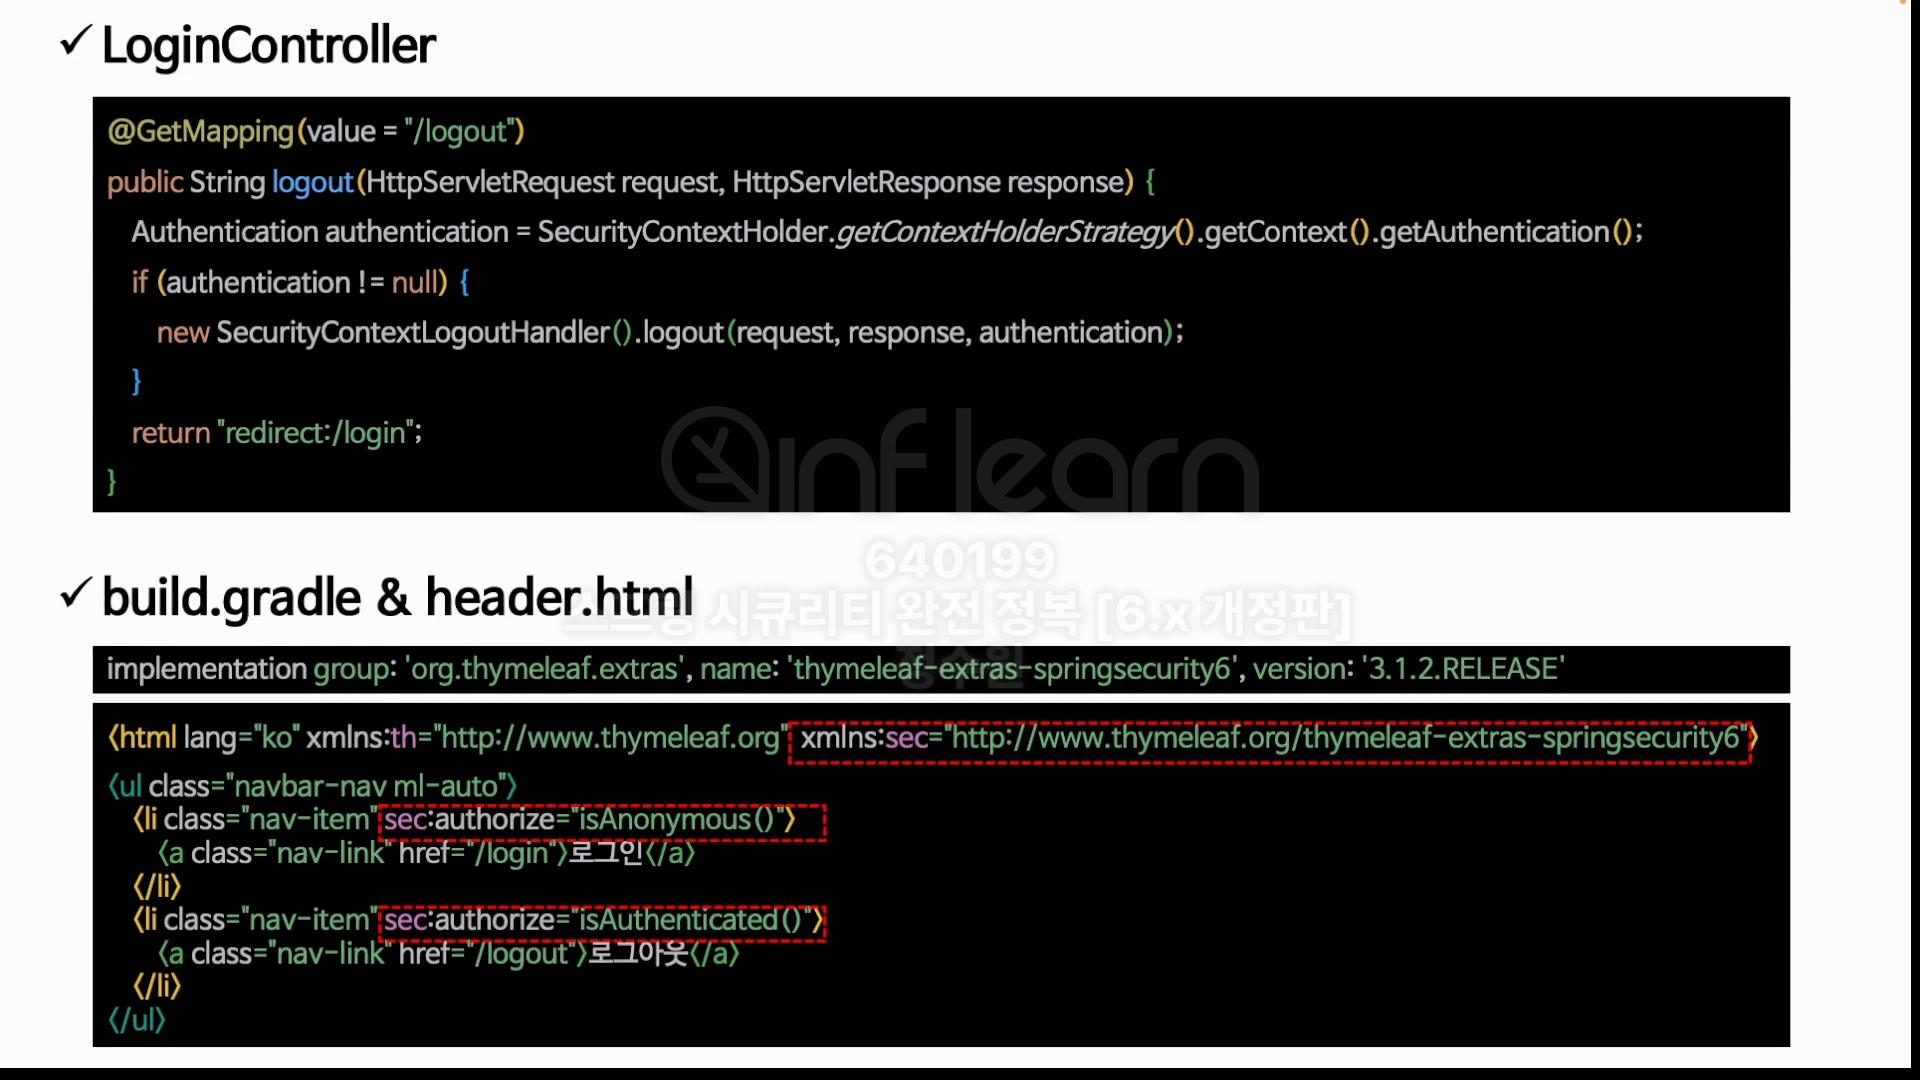 ✓ LoginController
@GetMapping(value = "/logout")
public String logout(HttpServletRequest request, HttpServletResponse response) {
Authentication authentication = SecurityContextHolder.getContextHolderStrategy().getContext().getAuthentication();
if (authentication != null) {
new SecurityContextLogoutHandler().logout(request, response, authentication);
}
return "redirect:/login";
}
inflearn
640199
스프링 시큐리티 완전 정복 [6.x 개정판]
✓ build.gradle & header.html
implementation group: 'org.thymeleaf.extras', name: 'thymeleaf-extras-springsecurity6', version: '3.1.2.RELEASE'
<html lang="ko" xmlns:th="http://www.thymeleaf.org" xmlns:sec="http://www.thymeleaf.org/thymeleaf-extras-springsecurity6">
<ul class="navbar-nav ml-auto">
<li class="nav-item" sec:authorize="isAnonymous()">
<a class="nav-link" href="/login">로그인</a>
</li>
<li class="nav-item" sec:authorize="isAuthenticated()">
<a class="nav-link" href="/logout">로그아웃</a>
</li>
</ul>